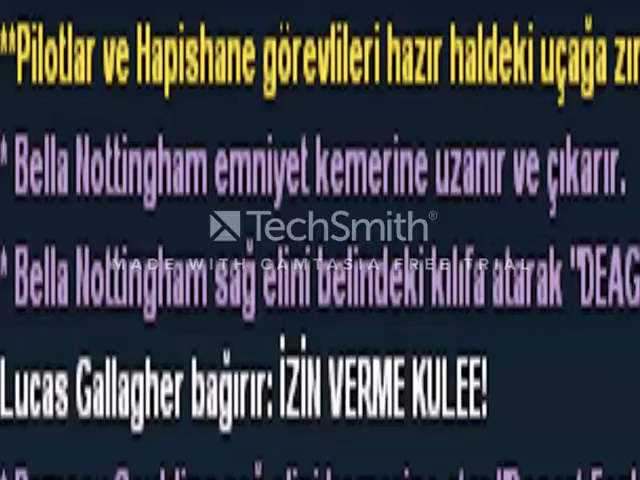 **Pilotlar ve Hapishane görevlileri hazır haldeki uçağa zır
* Bella Nottingham emniyet kemerine uzanır ve çıkarır.
TechSmith®
MADE WITH CAMTASIA FREE TRIAL
* Bella Nottingham sağ elini belindeki kılıfa atarak "DEAG
Lucas Gallagher bağırır: İZİN VERME KULEE!